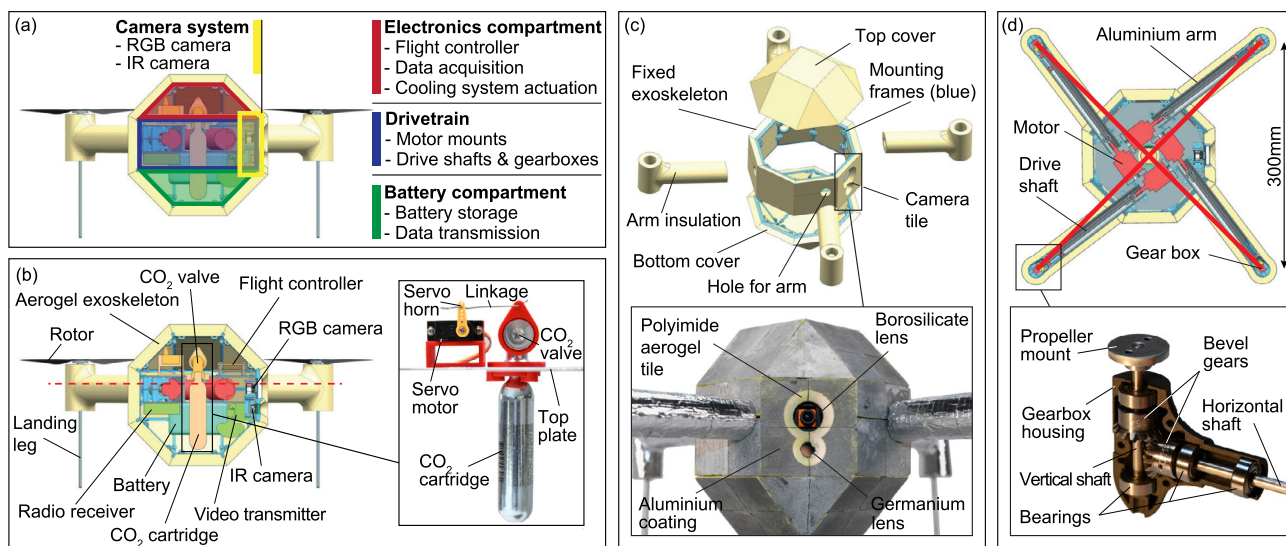 (a)
Camera system
- RGB camera
- IR camera
Electronics compartment
- Flight controller
- Data acquisition
- Cooling system actuation
Drivetrain
- Motor mounts
- Drive shafts & gearboxes
Battery compartment
- Battery storage
- Data transmission
(b)
CO₂ valve
Aerogel exoskeleton
Flight controller
Rotor
RGB camera
Landing
leg
Battery
IR camera
Radio receiver
Video transmitter
CO₂ cartridge
Servo
horn
Linkage
CO₂
valve
Servo
motor
Top
plate
CO₂
cartridge
(c)
Top cover
Fixed
exoskeleton
Mounting
frames (blue)
Arm insulation
Camera
tile
Bottom cover
Hole for arm
Polyimide
aerogel
tile
Borosilicate
lens
Aluminium
coating
Germanium
lens
(d)
Aluminium arm
Motor
Drive
shaft
300mm
Gear box
Propeller
mount
Bevel
gears
Gearbox
housing
Horizontal
shaft
Vertical shaft
Bearings